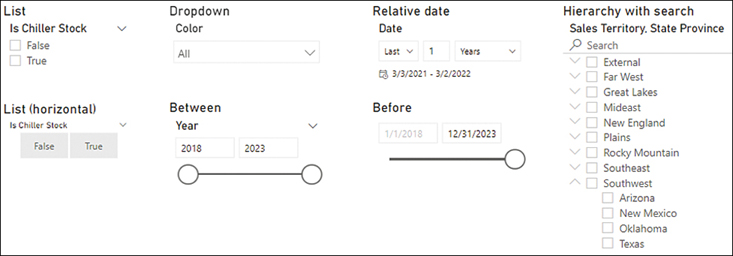 List
Is Chiller Stock
False
True
Dropdown
Color
All
Relative date
Date
Last 1 Years
3/3/2021 - 3/2/2022
Hierarchy with search
Sales Territory, State Province
Search
External
Far West
Great Lakes
Mideast
New England
Plains
Rocky Mountain
Southeast
Southwest
Arizona
New Mexico
Oklahoma
Texas
List (horizontal)
Is Chiller Stock
False True
Between
Year
2018 2023
Before
1/1/2018 12/31/2023